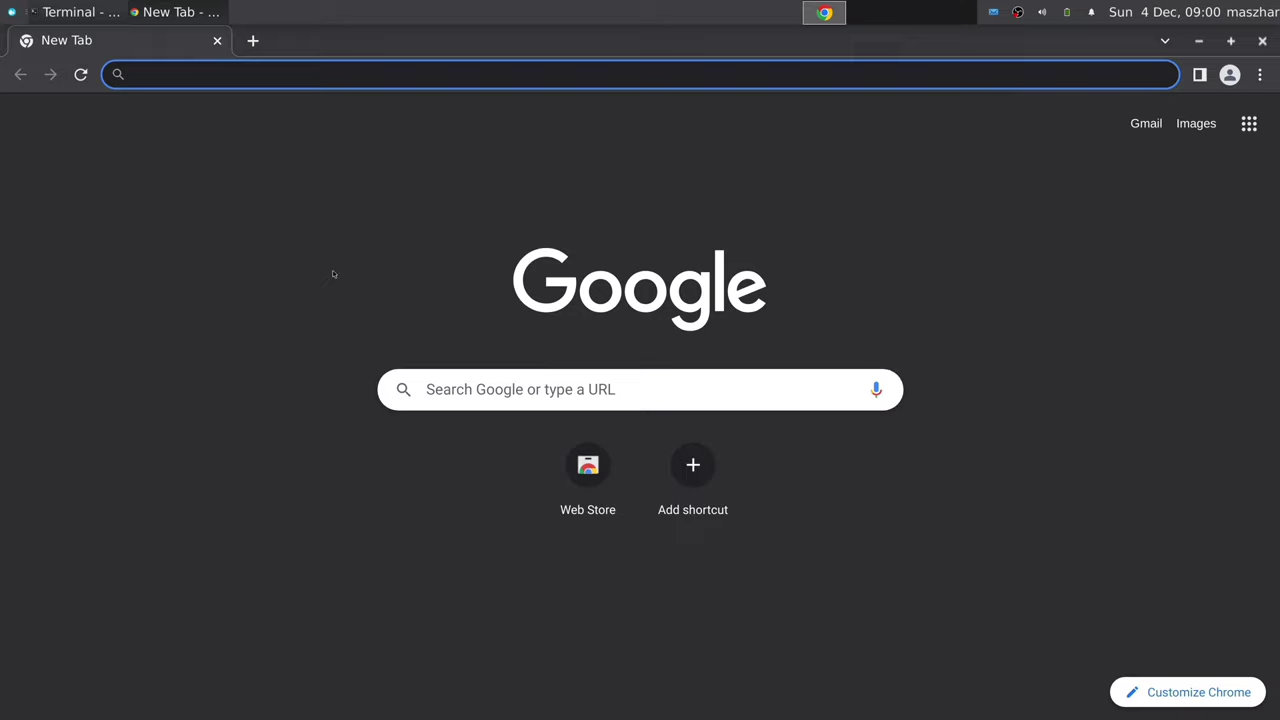 Terminal - ... New Tab - ... Sun 4 Dec, 09:00 maszhar
New Tab
Gmail Images
Google
Search Google or type a URL
Web Store Add shortcut
Customize Chrome